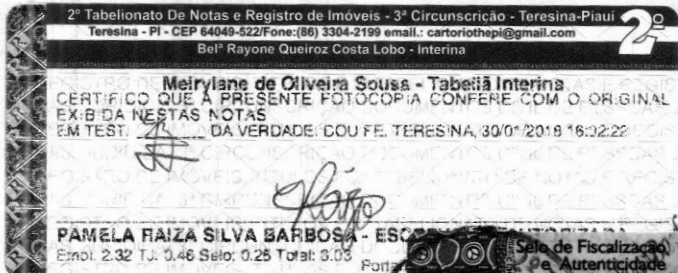 2º Tabelionato De Notas e Registro de Imóveis - 3ª Circunscrição - Teresina-Piauí
2º
Teresina - PI - CEP 64049-522/Fone:(86) 3304-2199 email.: cartoriothepi@gmail.com
Belª Rayone Queiroz Costa Lobo - Interina
Meirylane de Oliveira Sousa - Tabeliã Interina
CERTIFICO QUE A PRESENTE FOTOCOPIA CONFERE COM O ORIGINAL
EXIBIDA NESTAS NOTAS
EM TEST. DA VERDADE. DOU FE. TERESINA, 30/01/2018 16:02:22
PAMELA RAIZA SILVA BARBOSA -
Emol: 2.32 TJ: 0.46 Selo: 0.25 Total: 3.03
Selo de Fiscalização
e Autenticidade